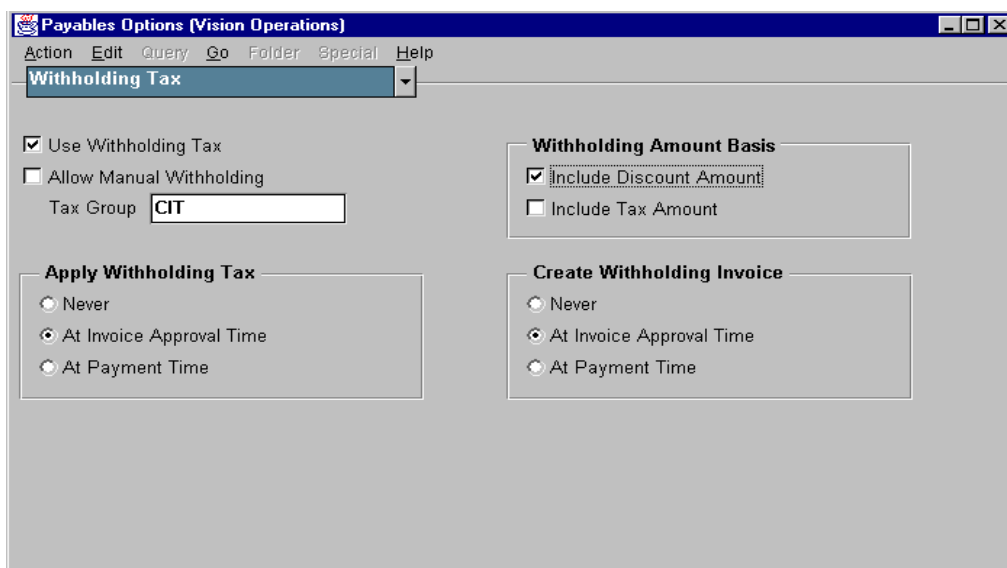 Payables Options (Vision Operations)
Action Edit Query Go Folder Special Help
Withholding Tax
Use Withholding Tax
Allow Manual Withholding
Tax Group CIT
Withholding Amount Basis
Include Discount Amount
Include Tax Amount
Apply Withholding Tax
Never
At Invoice Approval Time
At Payment Time
Create Withholding Invoice
Never
At Invoice Approval Time
At Payment Time